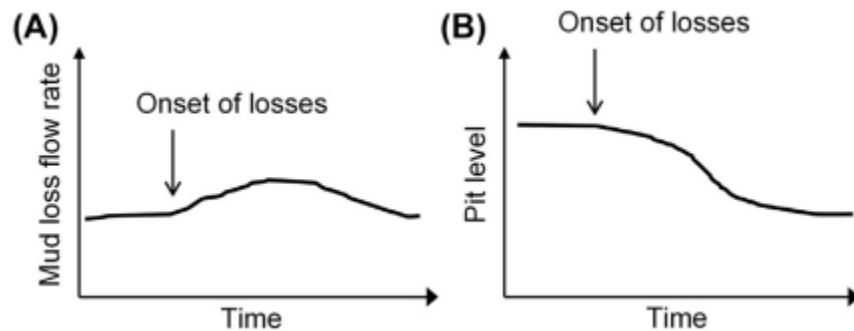 (A)
Mud loss flow rate
Onset of losses
Time
(B)
Pit level
Onset of losses
Time